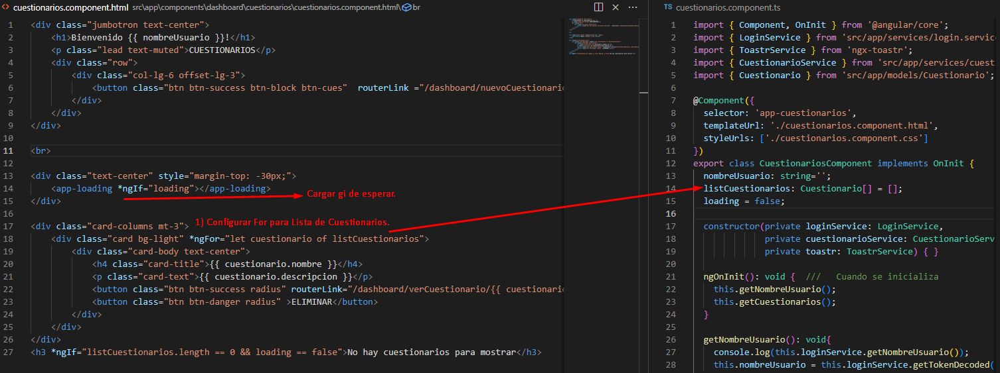 cuestionarios.component.html src\app\components\dashboard\cuestionarios\cuestionarios.component.html\br
1 <div class="jumbotron text-center">
2 <h1>Bienvenido {{ nombreUsuario }}!</h1>
3 <p class="lead text-muted">CUESTIONARIOS</p>
4 <div class="row">
5 <div class="col-lg-6 offset-lg-3">
6 <button class="btn btn-success btn-block btn-cues"  routerLink ="/dashboard/nuevoCuestionario
7 </div>
8 </div>
9 </div>
10
11 <br>
12
13 <div class="text-center" style="margin-top: -30px;">
14 <app-loading *ngIf="loading"></app-loading>
Cargar gl de esperar.
15 </div>
16
1) Configurar For para Lista de Cuestionarios.
17 <div class="card-columns mt-3">
18 <div class="card bg-light" *ngFor="let cuestionario of listCuestionarios">
19 <div class="card-body text-center">
20 <h4 class="card-title">{{ cuestionario.nombre }}</h4>
21 <p class="card-text">{{ cuestionario.descripcion }}</p>
22 <button class="btn btn-success radius" routerLink="/dashboard/verCuestionario/{{ cuestionari
23 <button class="btn btn-danger radius" >ELIMINAR</button>
24 </div>
25 </div>
26 </div>
27 <h3 *ngIf="listCuestionarios.length == 0 && loading == false">No hay cuestionarios para mostrar</h3>
TS cuestionarios.component.ts
1 import { Component, OnInit } from '@angular/core';
2 import { LoginService } from 'src/app/services/login.service
3 import { ToastrService } from 'ngx-toastr';
4 import { CuestionarioService } from 'src/app/services/cuest
5 import { Cuestionario } from 'src/app/models/Cuestionario';
6
7 @Component({
8 selector: 'app-cuestionarios',
9 templateUrl: './cuestionarios.component.html',
10 styleUrls: ['./cuestionarios.component.css']
11 })
12 export class CuestionariosComponent implements OnInit {
13 nombreUsuario: string='';
14 listCuestionarios: Cuestionario[] = [];
15 loading = false;
16
17 constructor(private loginService: LoginService,
18 private cuestionarioService: CuestionarioServ
19 private toastr: ToastrService) { }
20
21 ngOnInit(): void {  ///   Cuando se inicializa
22 this.getNombreUsuario();
23 this.getCuestionarios();
24 }
25
26 getNombreUsuario(): void{
27 console.log(this.loginService.getNombreUsuario());
28 this.nombreUsuario = this.loginService.getTokenDecoded(